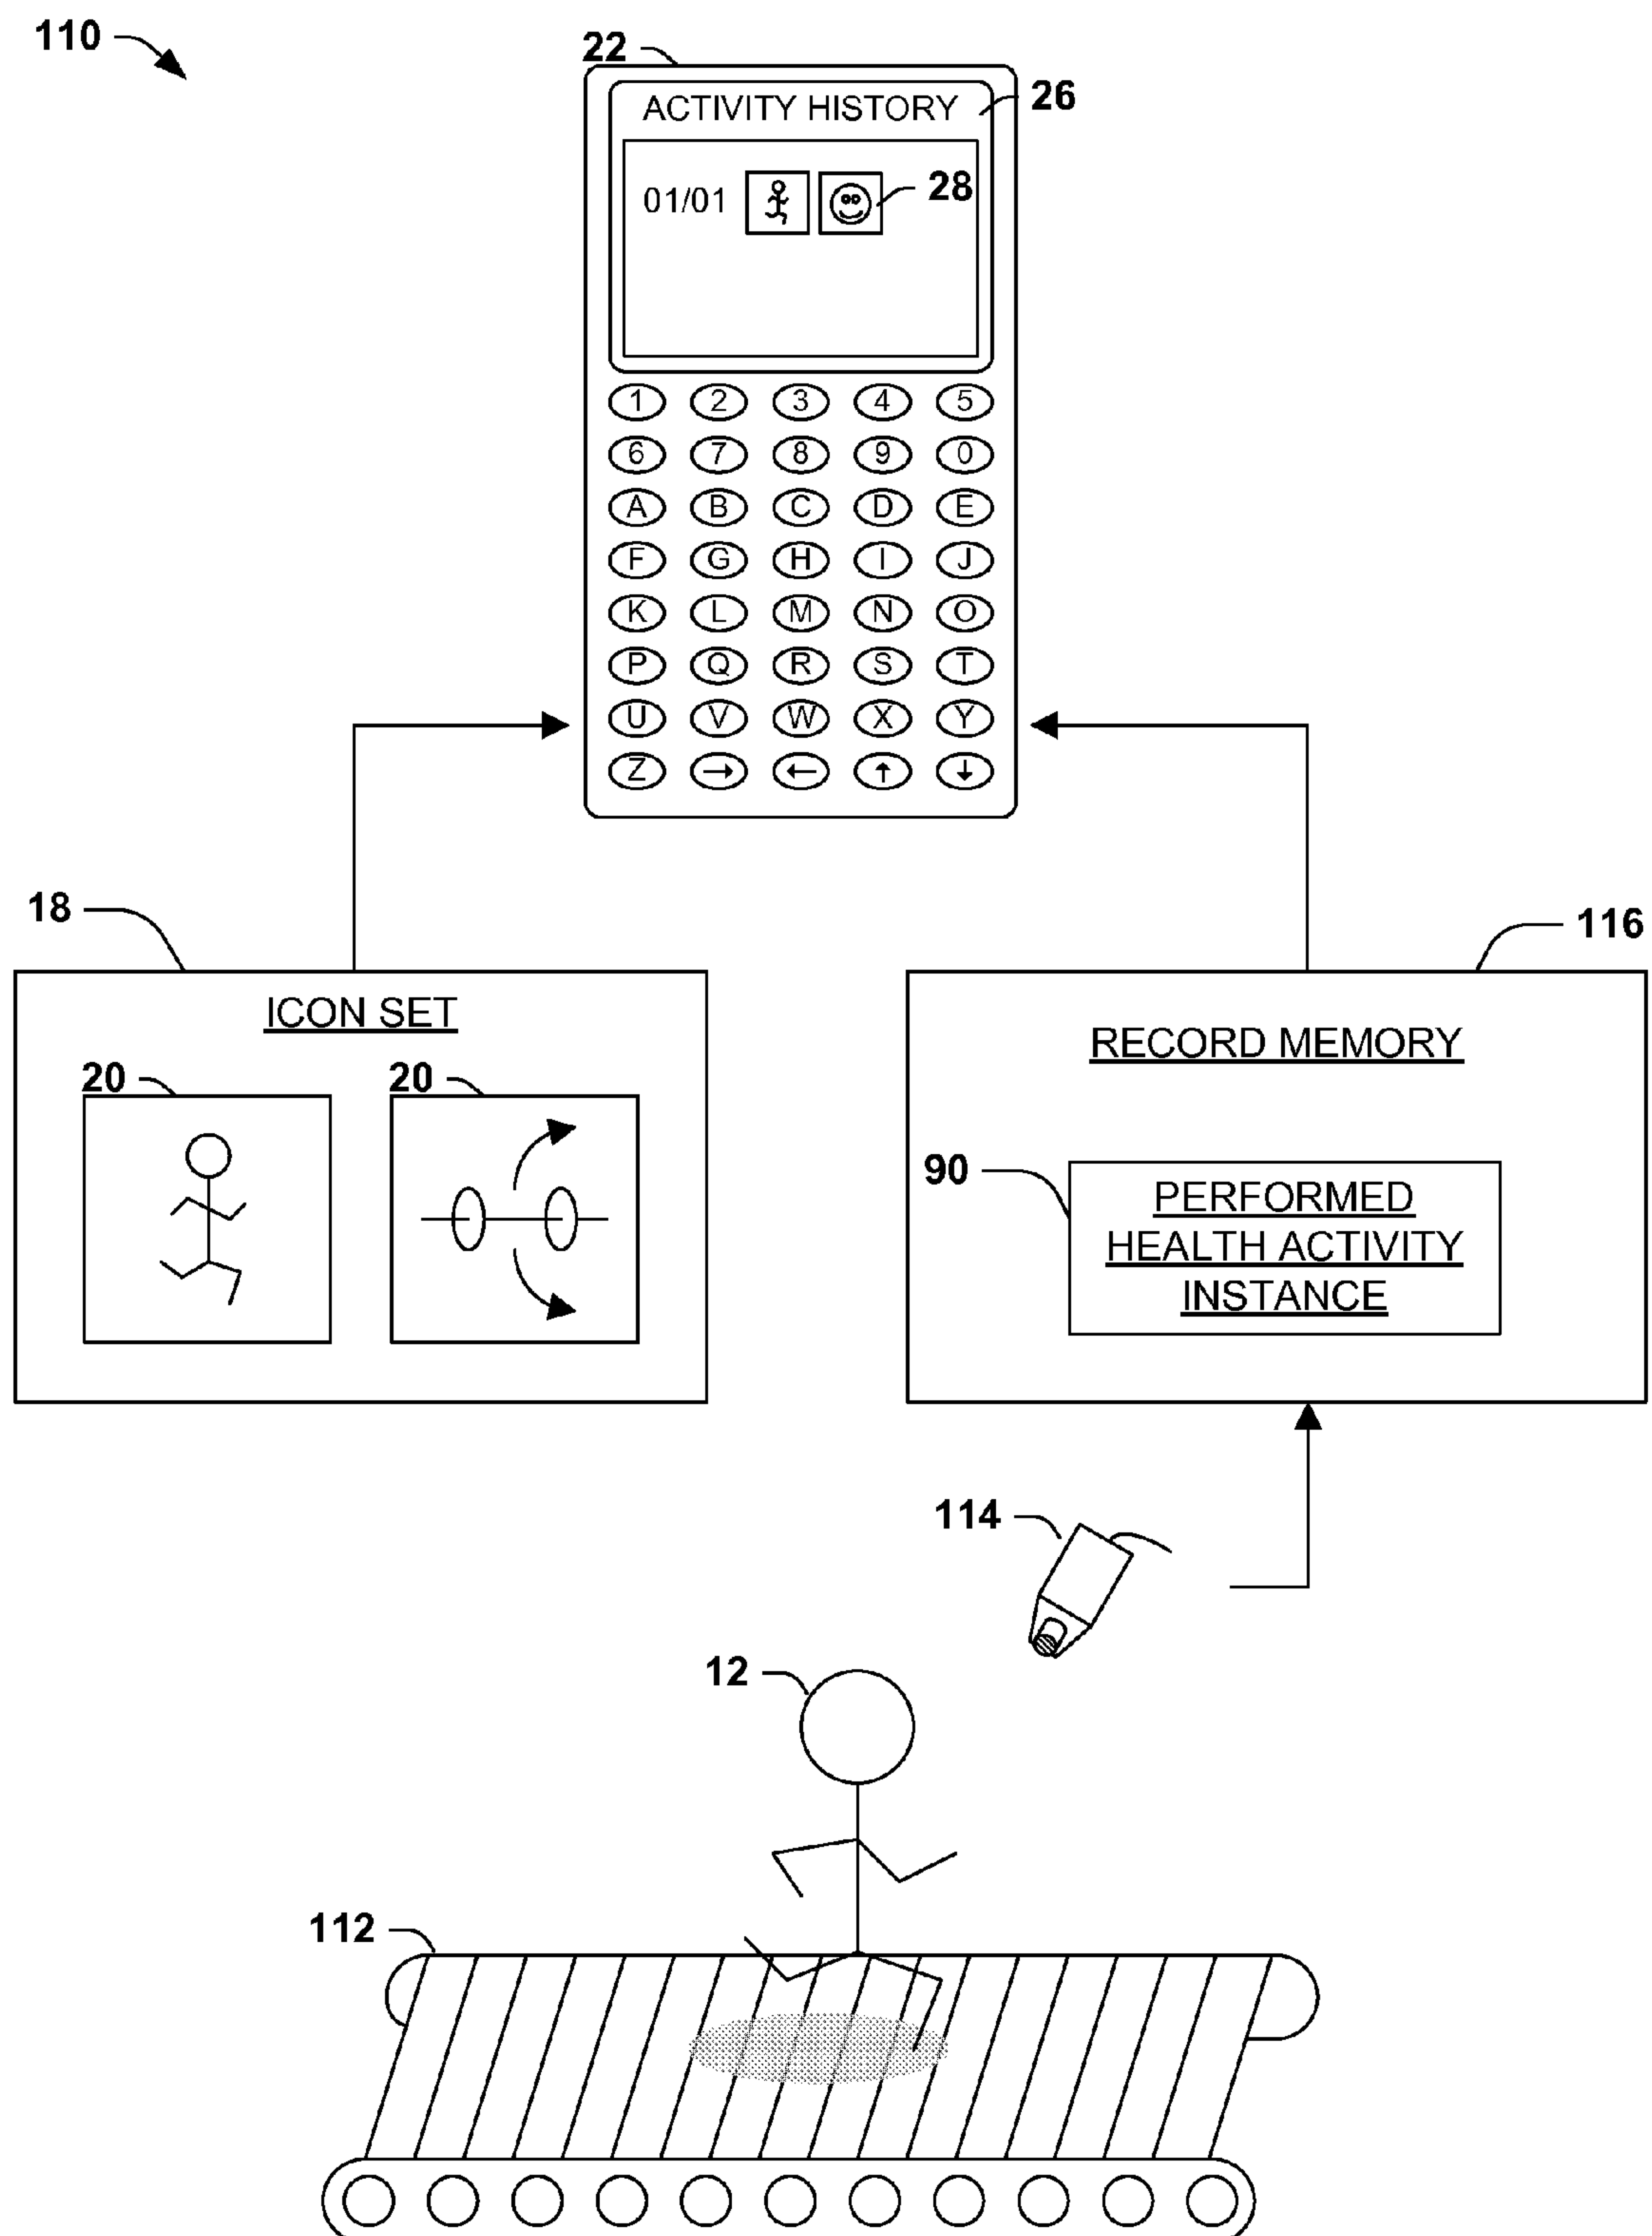 110
22
ACTIVITY HISTORY
26
01/01
28
1 2 3 4 5
6 7 8 9 0
A B C D E
F G H I J
K L M N O
P Q R S T
U V W X Y
Z → ← ↑ ↓
18
116
ICON SET
RECORD MEMORY
20
20
90
PERFORMED
HEALTH ACTIVITY
INSTANCE
114
12
112